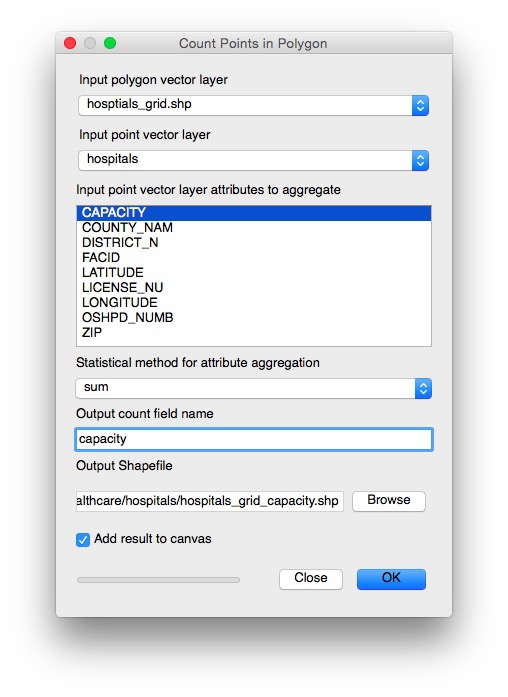 Count Points in Polygon
Input polygon vector layer
hosptials_grid.shp
Input point vector layer
hospitals
Input point vector layer attributes to aggregate
CAPACITY
COUNTY_NAM
DISTRICT_N
FACID
LATITUDE
LICENSE_NU
LONGITUDE
OSHPD_NUMB
ZIP
Statistical method for attribute aggregation
sum
Output count field name
capacity
Output Shapefile
althcare/hospitals/hospitals_grid_capacity.shp
Browse
Add result to canvas
Close
OK